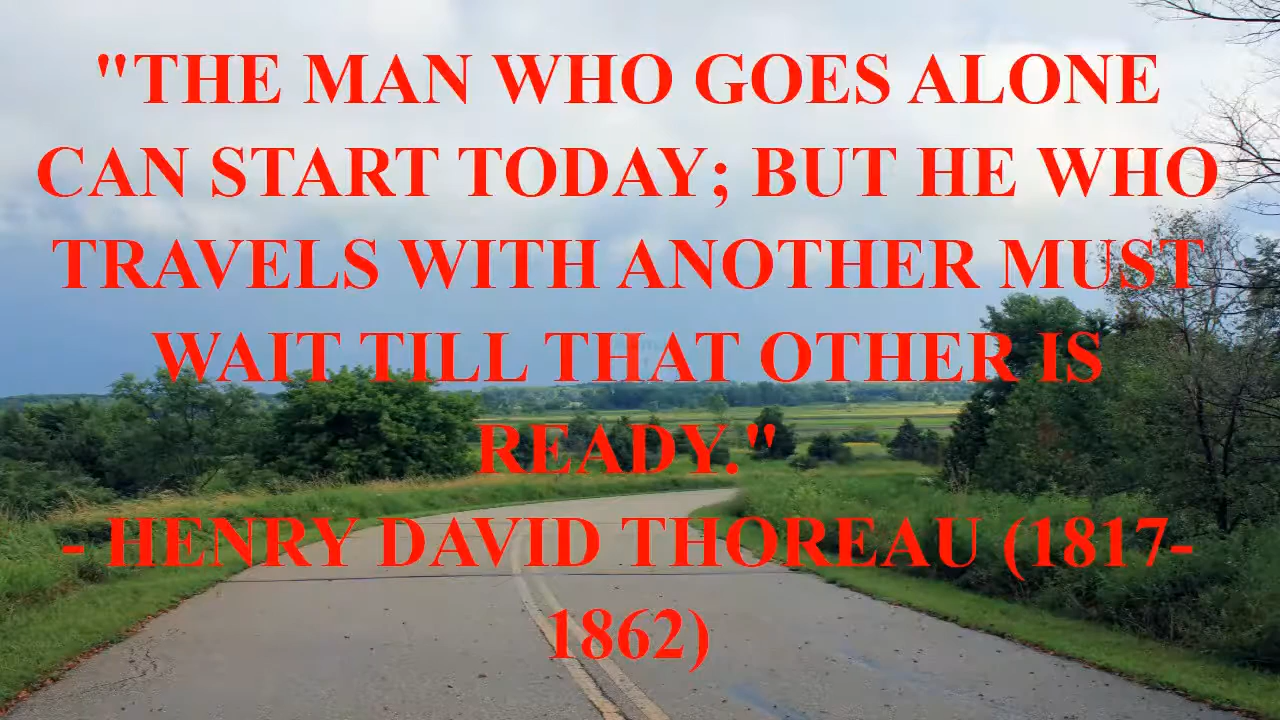 "THE MAN WHO GOES ALONE
CAN START TODAY; BUT HE WHO
TRAVELS WITH ANOTHER MUST
WAIT TILL THAT OTHER IS
READY."
- HENRY DAVID THOREAU (1817-
1862)